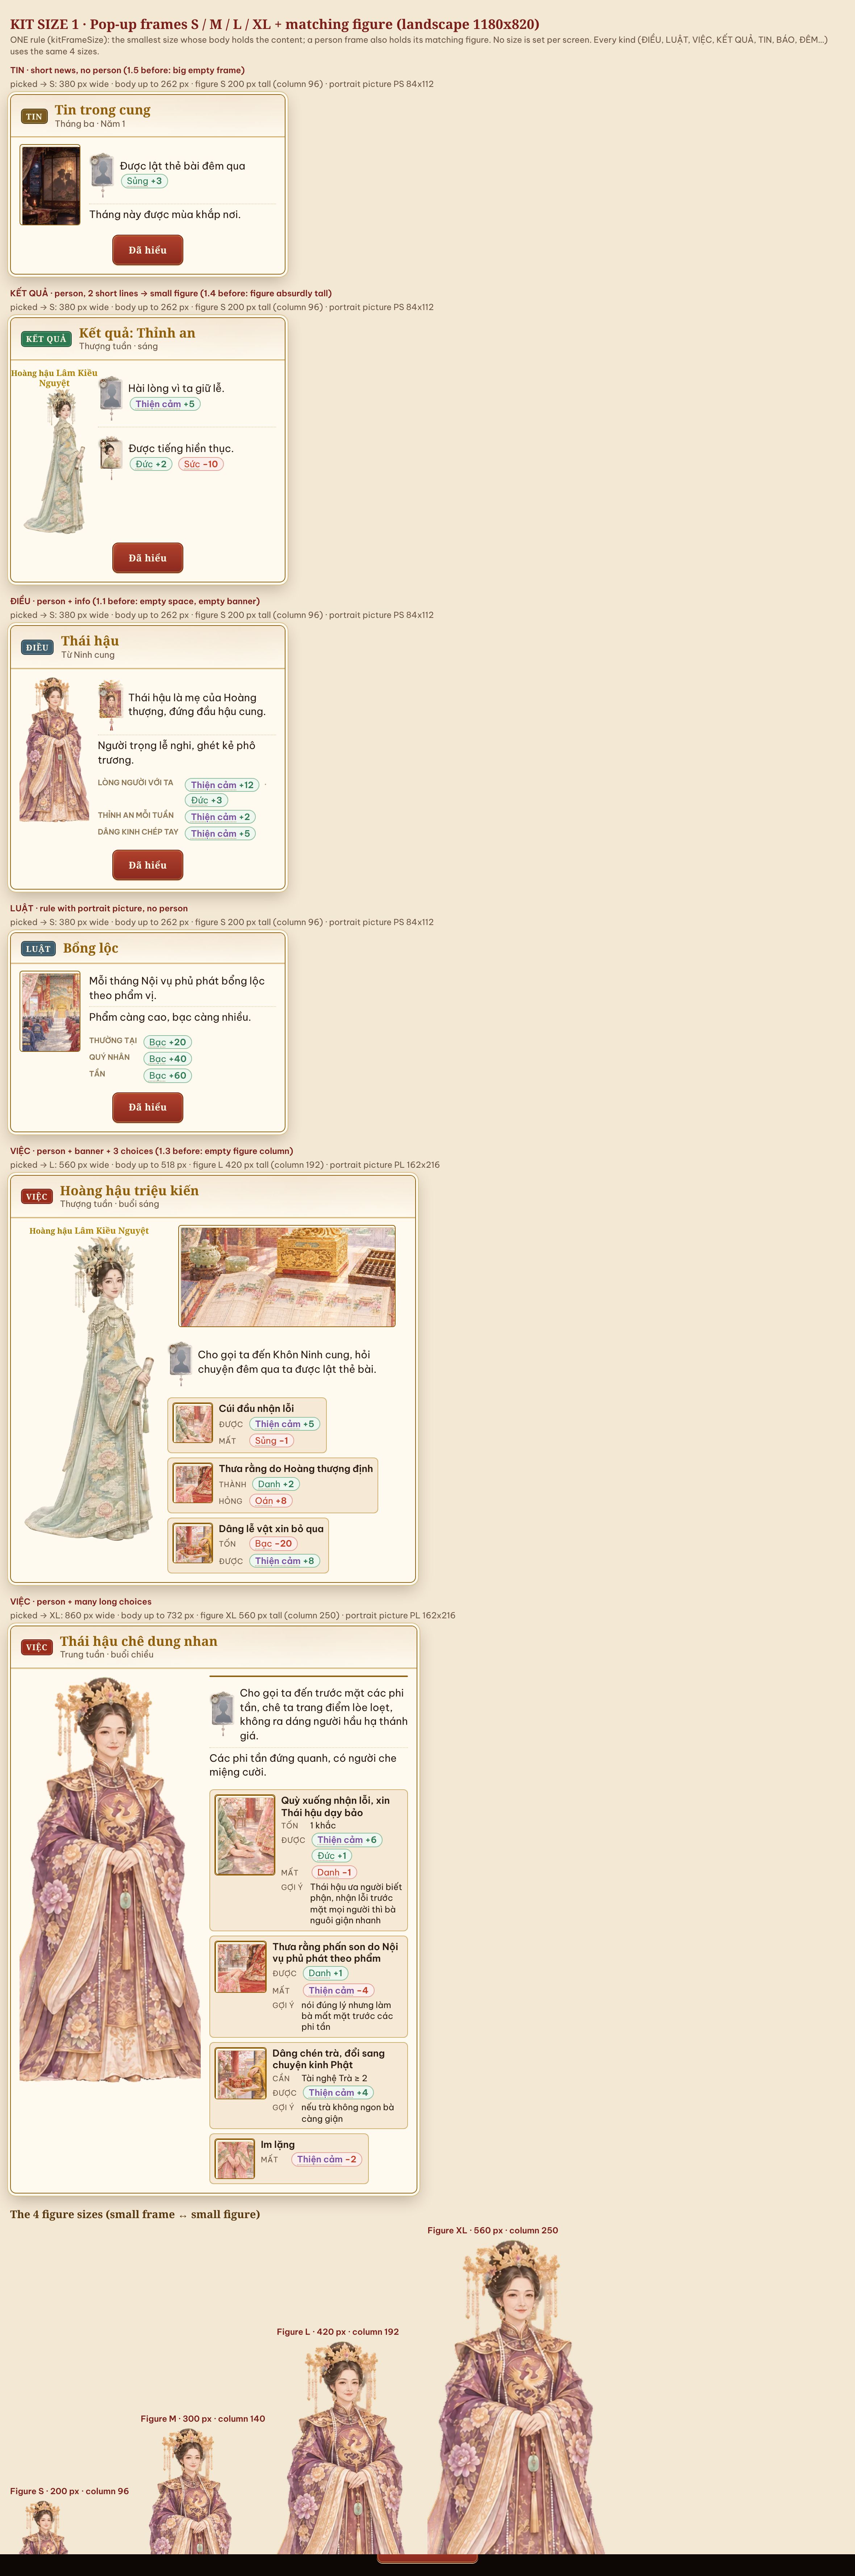 KIT SIZE 1 · Pop-up frames S / M / L / XL + matching figure (landscape 1180x820)
ONE rule (kitFrameSize): the smallest size whose body holds the content; a person frame also holds its matching figure. No size is set per screen. Every kind (ĐIỀU, LUẬT, VIỆC, KẾT QUẢ, TIN, BÁO, ĐÊM…)
uses the same 4 sizes.
TIN · short news, no person (1.5 before: big empty frame)
picked → S: 380 px wide · body up to 262 px · figure S 200 px tall (column 96) · portrait picture PS 84x112
TIN
Tin trong cung
Tháng ba · Năm 1
Được lật thẻ bài đêm qua
Sủng +3
Tháng này được mùa khắp nơi.
Đã hiểu
KẾT QUẢ · person, 2 short lines → small figure (1.4 before: figure absurdly tall)
picked → S: 380 px wide · body up to 262 px · figure S 200 px tall (column 96) · portrait picture PS 84x112
KẾT QUẢ
Kết quả: Thỉnh an
Thượng tuần · sáng
Hoàng hậu Lâm Kiều
Nguyệt
Hài lòng vì ta giữ lễ.
Thiện cảm +5
Được tiếng hiền thục.
Đức +2 Sức −10
Đã hiểu
ĐIỀU · person + info (1.1 before: empty space, empty banner)
picked → S: 380 px wide · body up to 262 px · figure S 200 px tall (column 96) · portrait picture PS 84x112
ĐIỀU
Thái hậu
Từ Ninh cung
Thái hậu là mẹ của Hoàng
thượng, đứng đầu hậu cung.
Người trọng lễ nghi, ghét kẻ phô
trương.
LÒNG NGƯỜI VỚI TA Thiện cảm +12 ·
Đức +3
THỈNH AN MỖI TUẦN Thiện cảm +2
DÂNG KINH CHÉP TAY Thiện cảm +5
Đã hiểu
LUẬT · rule with portrait picture, no person
picked → S: 380 px wide · body up to 262 px · figure S 200 px tall (column 96) · portrait picture PS 84x112
LUẬT
Bổng lộc
Mỗi tháng Nội vụ phủ phát bổng lộc
theo phẩm vị.
Phẩm càng cao, bạc càng nhiều.
THƯỜNG TẠI Bạc +20
QUÝ NHÂN Bạc +40
TẦN Bạc +60
Đã hiểu
VIỆC · person + banner + 3 choices (1.3 before: empty figure column)
picked → L: 560 px wide · body up to 518 px · figure L 420 px tall (column 192) · portrait picture PL 162x216
VIỆC
Hoàng hậu triệu kiến
Thượng tuần · buổi sáng
Hoàng hậu Lâm Kiều Nguyệt
Cho gọi ta đến Khôn Ninh cung, hỏi
chuyện đêm qua ta được lật thẻ bài.
Cúi đầu nhận lỗi
ĐƯỢC Thiện cảm +5
MẤT Sủng −1
Thưa rằng do Hoàng thượng định
THÀNH Danh +2
HỎNG Oán +8
Dâng lễ vật xin bỏ qua
TỐN Bạc −20
ĐƯỢC Thiện cảm +8
VIỆC · person + many long choices
picked → XL: 860 px wide · body up to 732 px · figure XL 560 px tall (column 250) · portrait picture PL 162x216
VIỆC
Thái hậu chê dung nhan
Trung tuần · buổi chiều
Cho gọi ta đến trước mặt các phi
tần, chê ta trang điểm lòe loẹt,
không ra dáng người hầu hạ thánh
giá.
Các phi tần đứng quanh, có người che
miệng cười.
Quỳ xuống nhận lỗi, xin
Thái hậu dạy bảo
TỐN 1 khắc
ĐƯỢC Thiện cảm +6
Đức +1
MẤT Danh −1
GỢI Ý Thái hậu ưa người biết
phận, nhận lỗi trước
mặt mọi người thì bà
nguôi giận nhanh
Thưa rằng phấn son do Nội
vụ phủ phát theo phẩm
ĐƯỢC Danh +1
MẤT Thiện cảm −4
GỢI Ý nói đúng lý nhưng làm
bà mất mặt trước các
phi tần
Dâng chén trà, đổi sang
chuyện kinh Phật
CẦN Tài nghệ Trà ≥ 2
ĐƯỢC Thiện cảm +4
GỢI Ý nếu trà không ngon bà
càng giận
Im lặng
MẤT Thiện cảm −2
The 4 figure sizes (small frame ↔ small figure)
Figure XL · 560 px · column 250
Figure L · 420 px · column 192
Figure M · 300 px · column 140
Figure S · 200 px · column 96